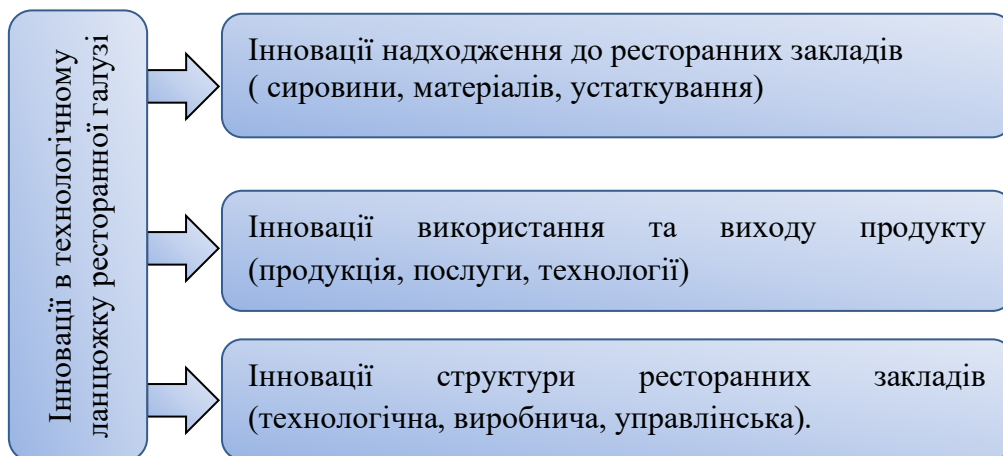 Інновації в технологічному
ланцюжку ресторанної галузі
Інновації надходження до ресторанних закладів
( сировини, матеріалів, устаткування)
Інновації використання та виходу продукту
(продукція, послуги, технології)
Інновації структури ресторанних закладів
(технологічна, виробнича, управлінська).